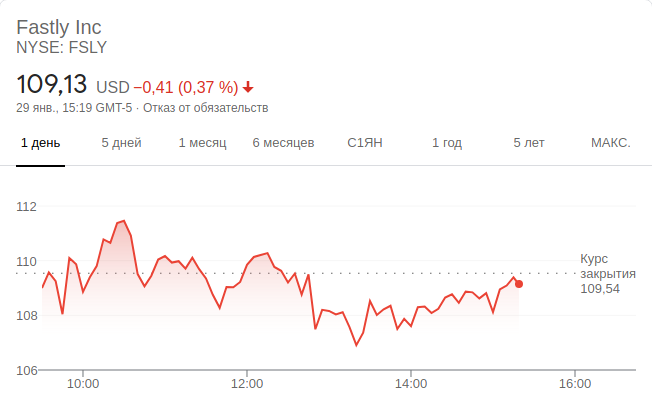 Fastly Inc
NYSE: FSLY
109,13 USD −0,41 (0,37 %)
29 янв., 15:19 GMT-5 · Отказ от обязательств
1 день 5 дней 1 месяц 6 месяцев С1ЯН 1 год 5 лет МАКС.
112
110
108
106
Курс
закрытия
109,54
10:00 12:00 14:00 16:00